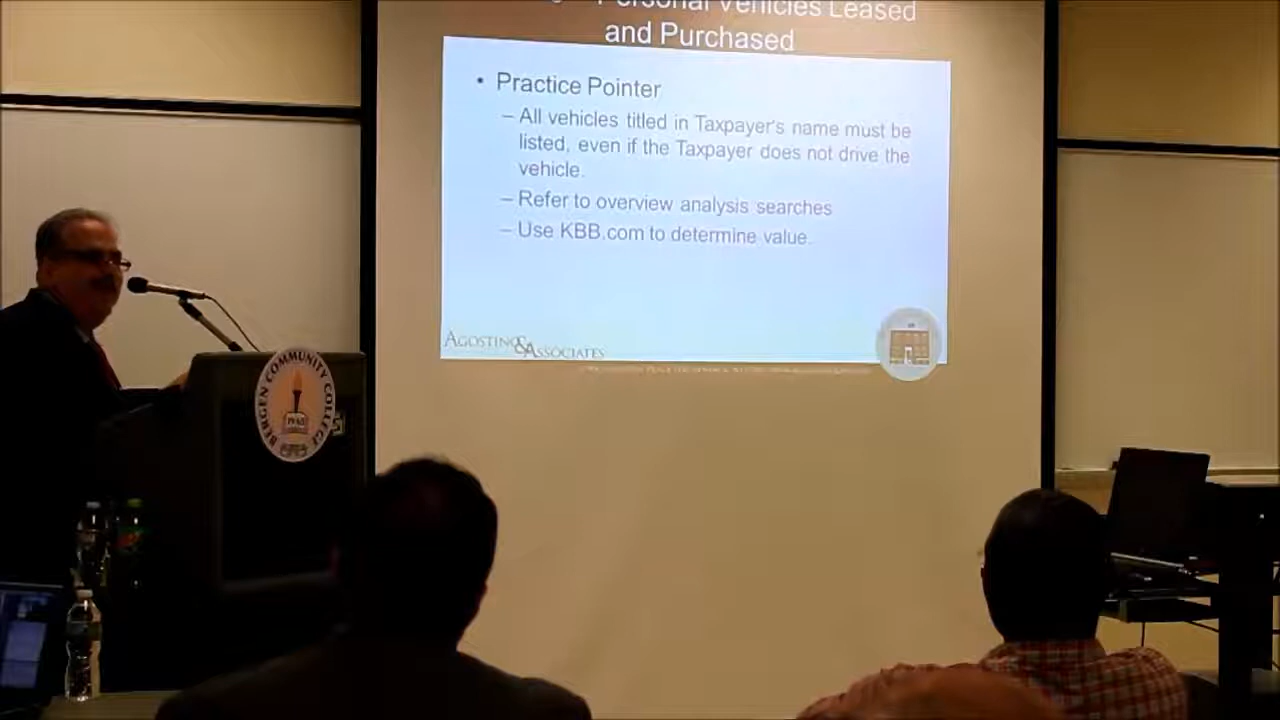 Personal Vehicles Leased
and Purchased
• Practice Pointer
– All vehicles titled in Taxpayer's name must be
listed, even if the Taxpayer does not drive the
vehicle.
– Refer to overview analysis searches
– Use KBB.com to determine value.
AGOSTINO & ASSOCIATES
BERGEN COMMUNITY COLLEGE